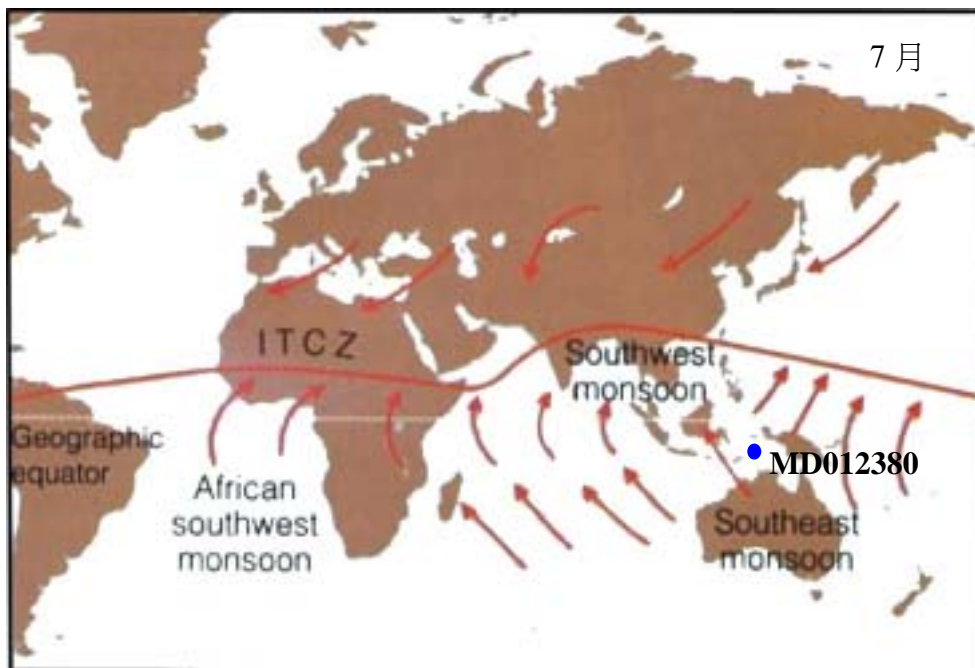 7 月
ITCZ
Southwest
monsoon
Geographic
equator
MD012380
African
southwest
monsoon
Southeast
monsoon